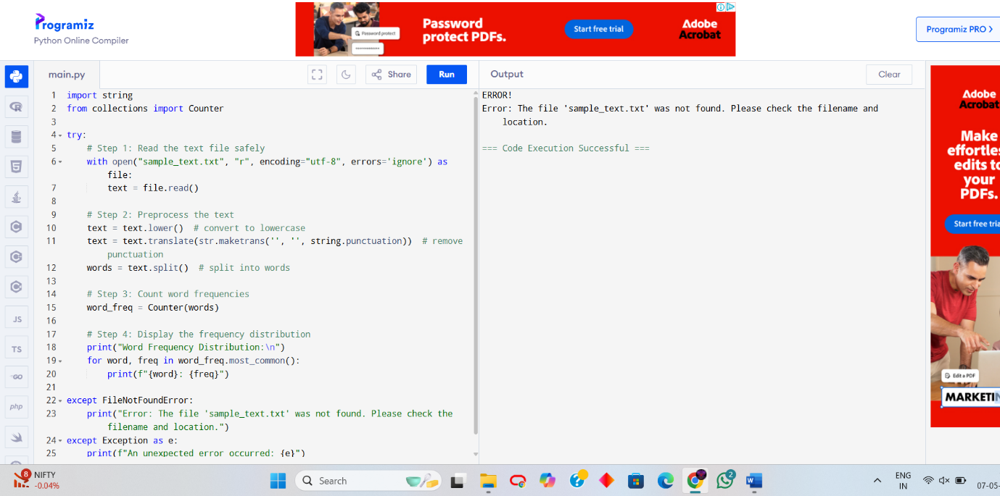 Programiz
Python Online Compiler
Password protect
Password
protect PDFs.
Start free trial
Adobe
Acrobat
Programiz PRO >
main.py
Share
Run
Output
Clear
1 import string
2 from collections import Counter
3
4 try:
5 # Step 1: Read the text file safely
6 with open("sample_text.txt", "r", encoding="utf-8", errors='ignore') as
file:
7 text = file.read()
8
9 # Step 2: Preprocess the text
10 text = text.lower()  # convert to lowercase
11 text = text.translate(str.maketrans('', '', string.punctuation))  # remove
punctuation
12 words = text.split()  # split into words
13
14 # Step 3: Count word frequencies
15 word_freq = Counter(words)
16
17 # Step 4: Display the frequency distribution
18 print("Word Frequency Distribution:\n")
19 for word, freq in word_freq.most_common():
20 print(f"{word}: {freq}")
21
22 except FileNotFoundError:
23 print("Error: The file 'sample_text.txt' was not found. Please check the
filename and location.")
24 except Exception as e:
25 print(f"An unexpected error occurred: {e}")
ERROR!
Error: The file 'sample_text.txt' was not found. Please check the filename and
location.
=== Code Execution Successful ===
JS
TS
GO
php
Adobe
Acrobat
Make
effortles
edits to
your
PDFs.
Start free tria
Edit a PDF
MARKETIN
8
NIFTY
-0.04%
Search
2
ENG
IN
07-05-